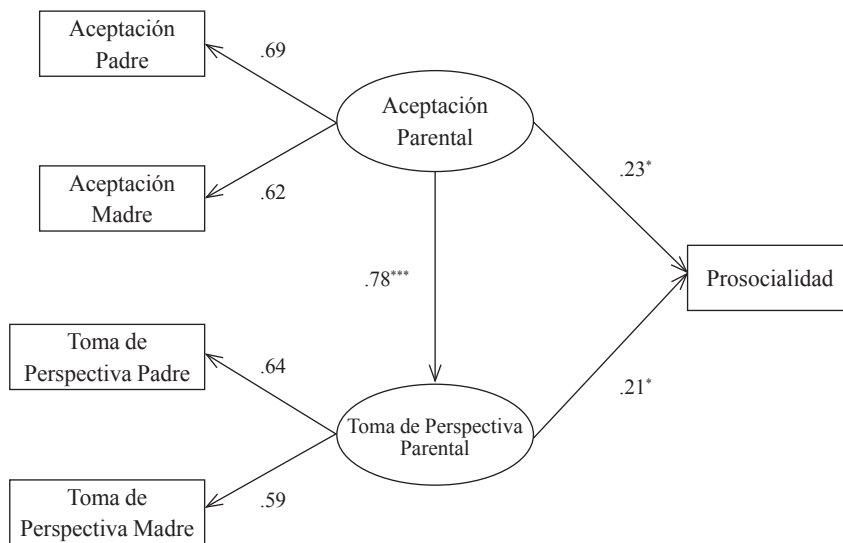 Aceptación
Padre
.69
Aceptación
Parental
Aceptación
Madre
.62
.23*
.78***
Prosocialidad
Toma de
Perspectiva Padre
.64
.21*
Toma de Perspectiva
Parental
Toma de
Perspectiva Madre
.59